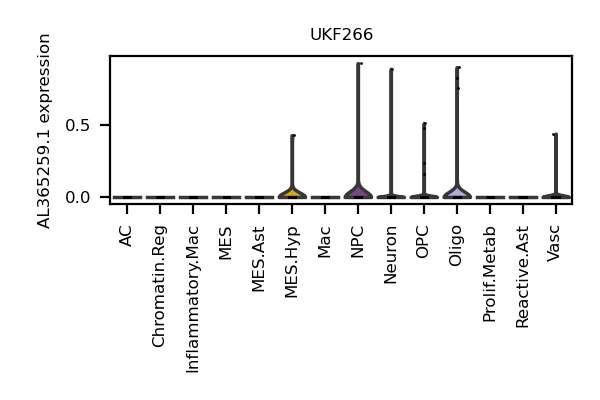 UKF266
AL365259.1 expression
0.5
0.0
AC
Chromatin.Reg
Inflammatory.Mac
MES
MES.Ast
MES.Hyp
Mac
NPC
Neuron
OPC
Oligo
Prolif.Metab
Reactive.Ast
Vasc